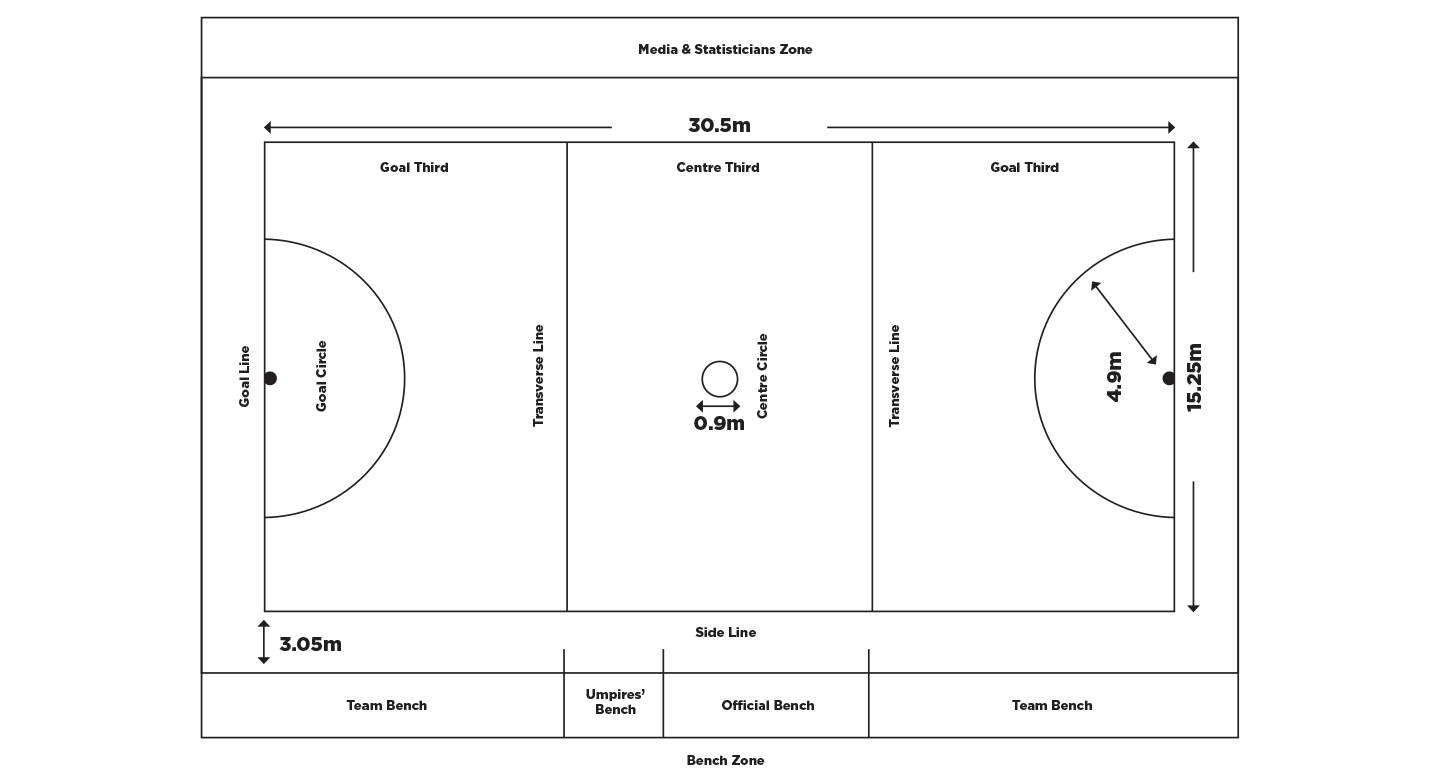 Media & Statisticians Zone
30.5m
Goal Third
Centre Third
Goal Third
Goal Line
Goal Circle
Transverse Line
0.9m
Centre Circle
Transverse Line
4.9m
15.25m
Side Line
3.05m
Team Bench
Umpires’
Bench
Official Bench
Team Bench
Bench Zone